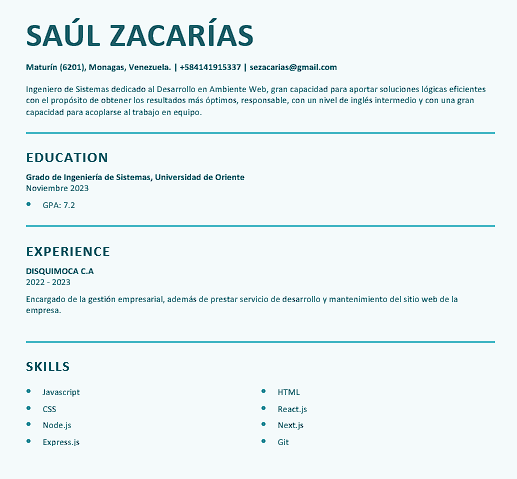 SAÚL ZACARÍAS
Maturín (6201), Monagas, Venezuela. | +584141915337 | sezacarias@gmail.com
Ingeniero de Sistemas dedicado al Desarrollo en Ambiente Web, gran capacidad para aportar soluciones lógicas eficientes
con el propósito de obtener los resultados más óptimos, responsable, con un nivel de inglés intermedio y con una gran
capacidad para acoplarse al trabajo en equipo.
EDUCATION
Grado de Ingeniería de Sistemas, Universidad de Oriente
Noviembre 2023
• GPA: 7.2
EXPERIENCE
DISQUIMOCA C.A
2022 - 2023
Encargado de la gestión empresarial, además de prestar servicio de desarrollo y mantenimiento del sitio web de la
empresa.
SKILLS
• Javascript
• CSS
• Node.js
• Express.js
• HTML
• React.js
• Next.js
• Git